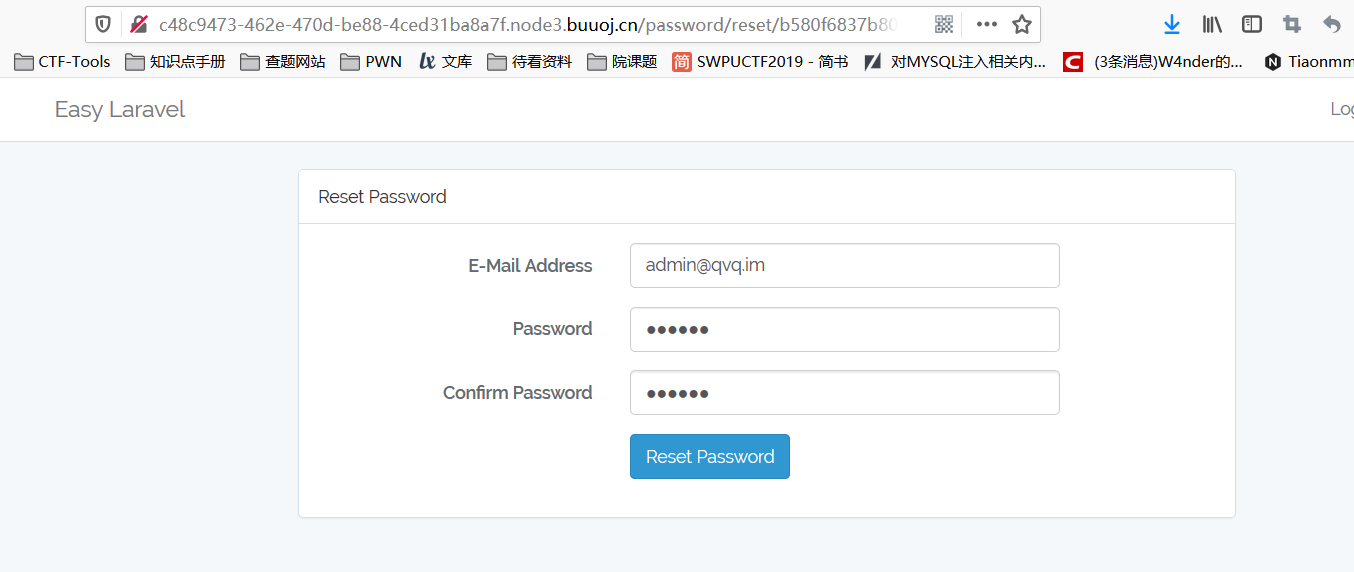 c48c9473-462e-470d-be88-4ced31ba8a7f.node3.buuoj.cn/password/reset/b580f6837b80
CTF-Tools 知识点手册 查题网站 PWN 文库 待看资料 院课题 简 SWPUCTF2019 - 简书 对MYSQL注入相关内... C (3条消息)W4nder的... N Tiaonmm
Easy Laravel
Log
Reset Password
E-Mail Address admin@qvq.im
Password ●●●●●●
Confirm Password ●●●●●●
Reset Password